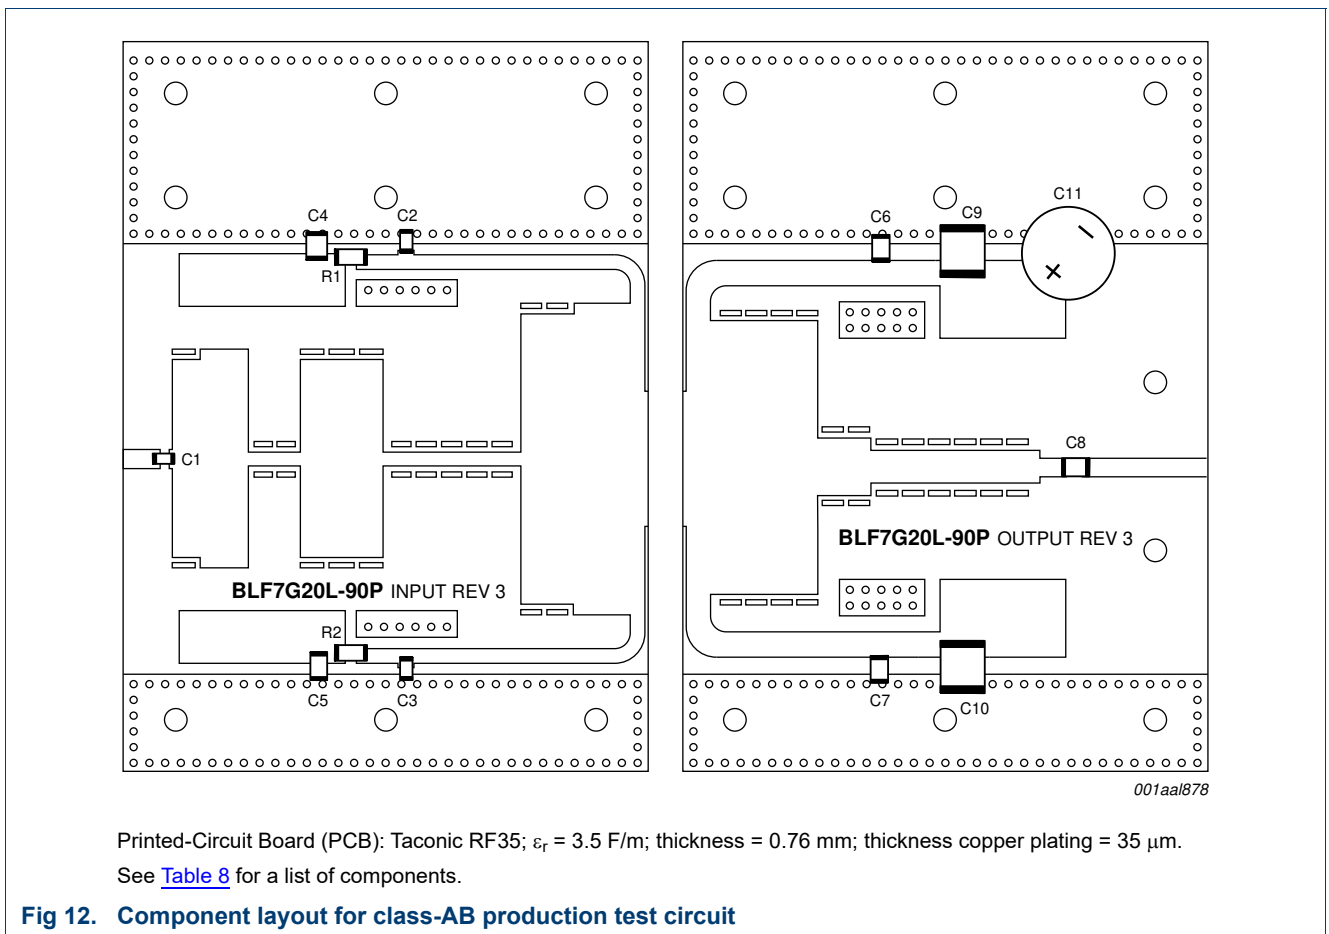 C4
C2
R1
C1
BLF7G20L-90P INPUT REV 3
R2
C5
C3
C6
C9
C11
C8
BLF7G20L-90P OUTPUT REV 3
C7
C10
001aal878
Printed-Circuit Board (PCB): Taconic RF35; εr = 3.5 F/m; thickness = 0.76 mm; thickness copper plating = 35 μm.
See Table 8 for a list of components.
Fig 12. Component layout for class-AB production test circuit